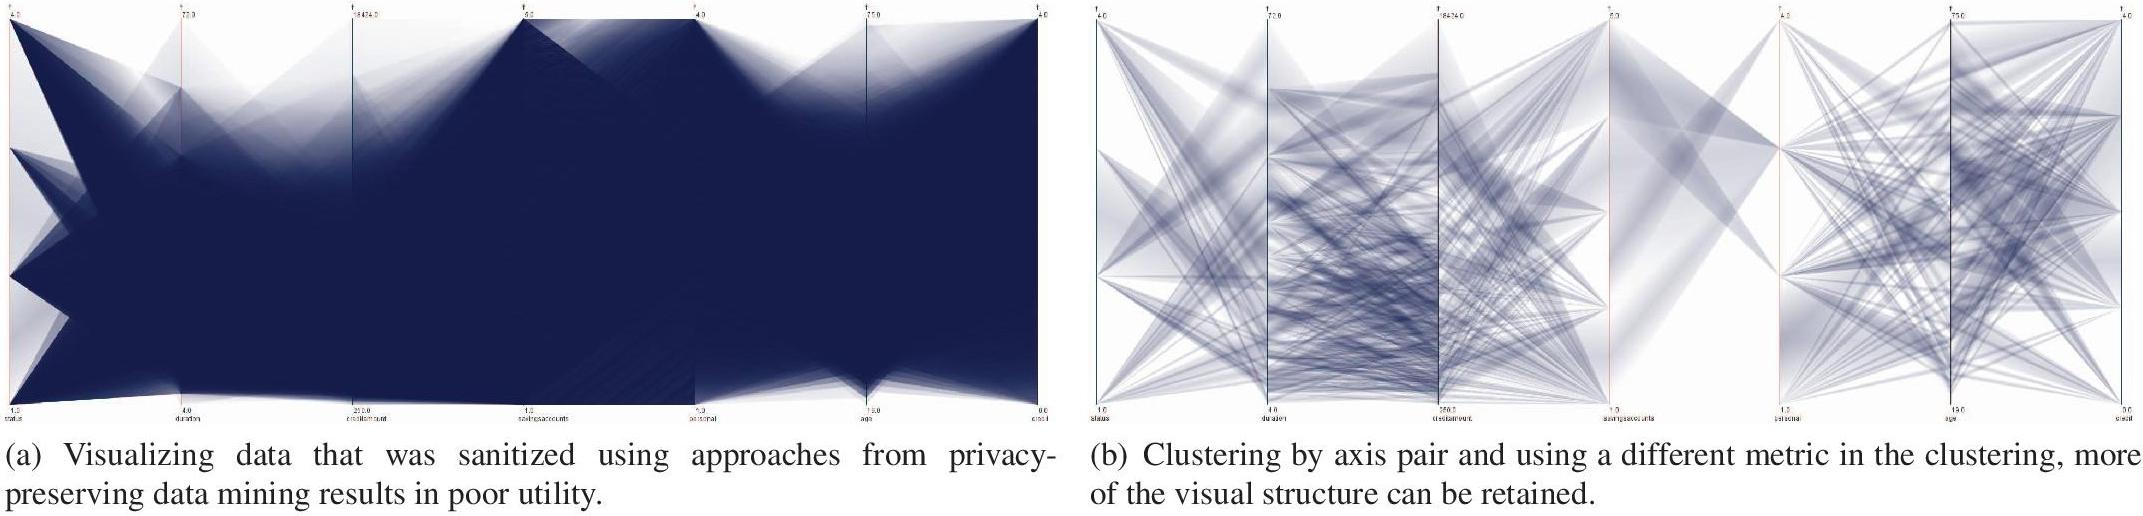 4.0 72.0 18424.0 5.0 4.0 75.0 4.0
1.0 4.0 250.0 1.0 1.0 19.0 0.0
status duration creditamount savingsaccounts personal age credit
(a) Visualizing data that was sanitized using approaches from privacy-
preserving data mining results in poor utility.
4.0 72.0 18424.0 5.0 4.0 75.0 4.0
1.0 4.0 250.0 1.0 1.0 19.0 0.0
status duration creditamount savingsaccounts personal age credit
(b) Clustering by axis pair and using a different metric in the clustering, more
of the visual structure can be retained.